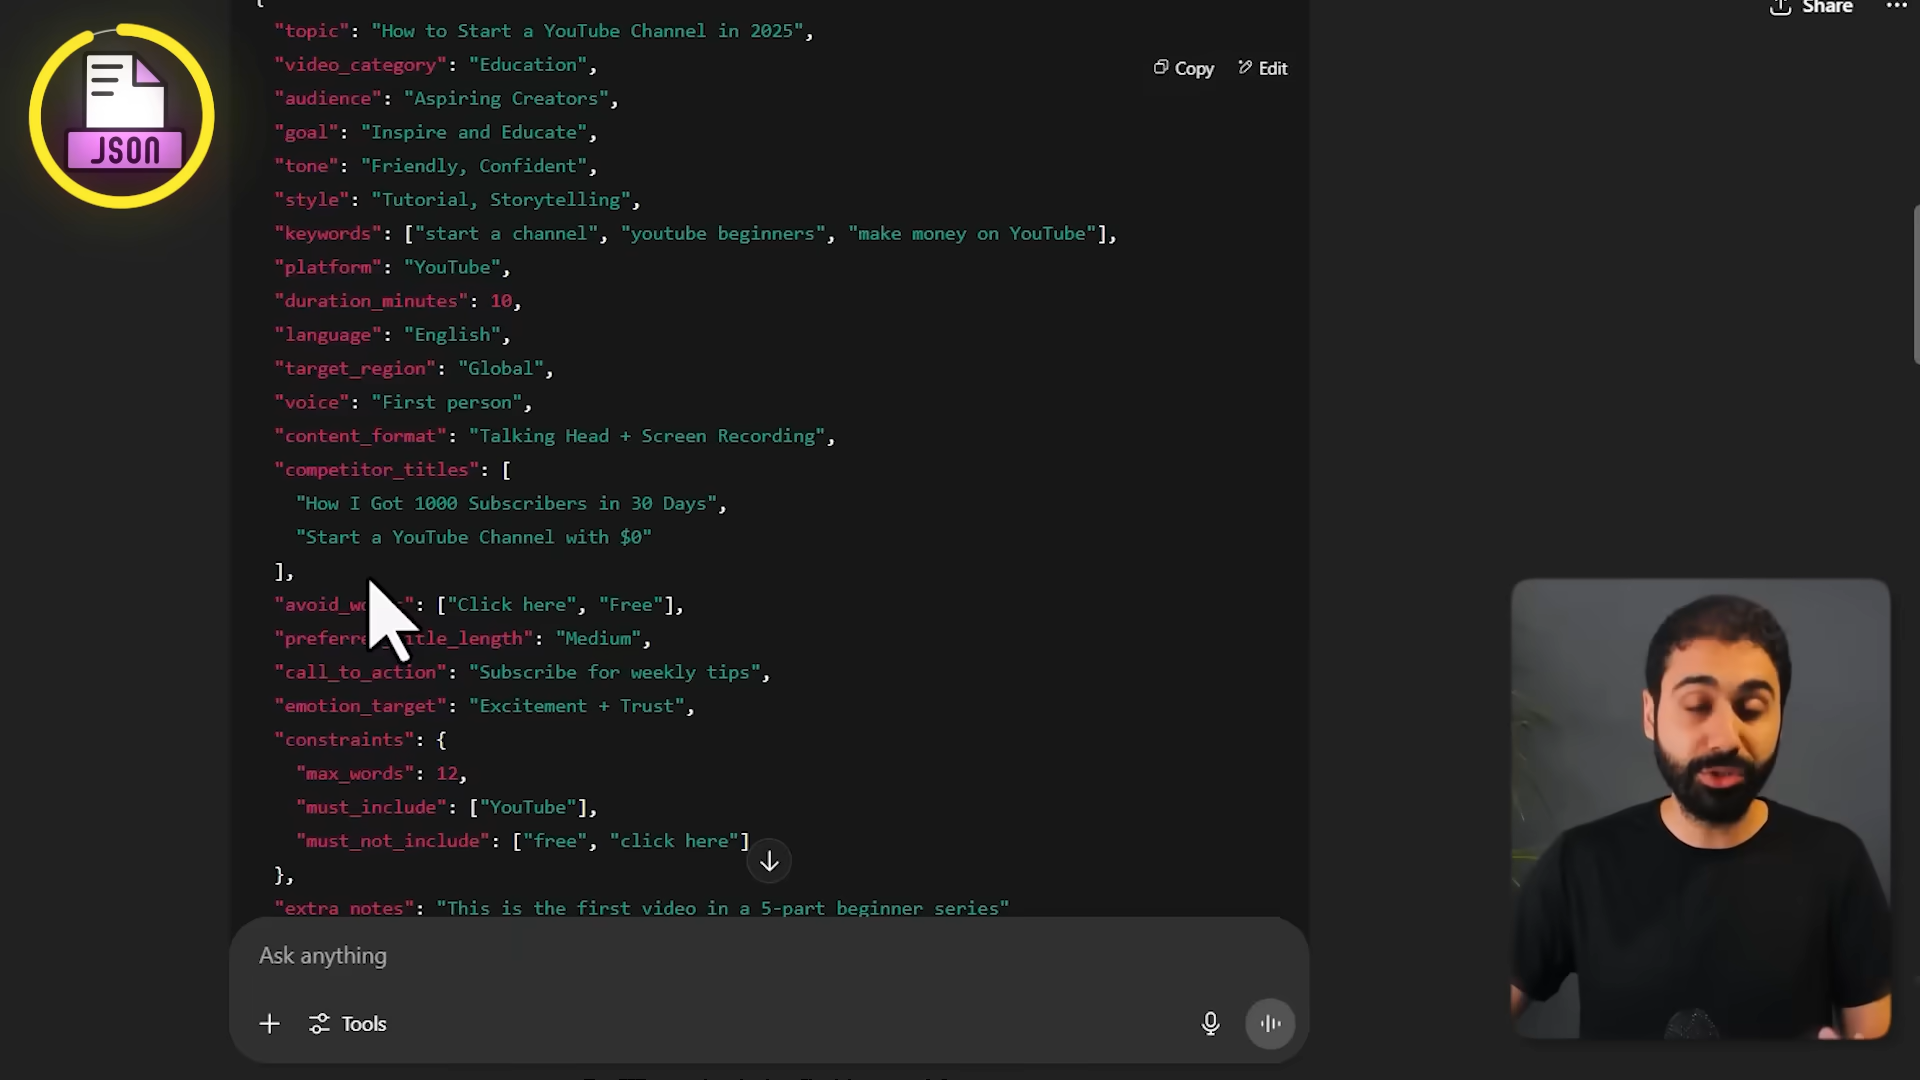 {
"topic": "How to Start a YouTube Channel in 2025",
Share
"video_category": "Education",
Copy Edit
"audience": "Aspiring Creators",
"goal": "Inspire and Educate",
JSON
"tone": "Friendly, Confident",
"style": "Tutorial, Storytelling",
"keywords": ["start a channel", "youtube beginners", "make money on YouTube"],
"platform": "YouTube",
"duration_minutes": 10,
"language": "English",
"target_region": "Global",
"voice": "First person",
"content_format": "Talking Head + Screen Recording",
"competitor_titles": [
"How I Got 1000 Subscribers in 30 Days",
"Start a YouTube Channel with $0"
],
: ["Click here", "Free"],
: "Medium",
"call_to_action": "Subscribe for weekly tips",
"emotion_target": "Excitement + Trust",
"constraints": {
"max_words": 12,
"must_include": ["YouTube"],
"must_not_include": ["free", "click here"]
},
"extra_notes": "This is the first video in a 5-part beginner series"
Ask anything
Tools